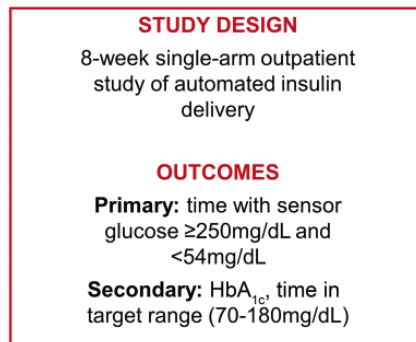 STUDY DESIGN
8-week single-arm outpatient
study of automated insulin
delivery
OUTCOMES
Primary: time with sensor
glucose ≥250mg/dL and
<54mg/dL
Secondary: HbA1c, time in
target range (70-180mg/dL)